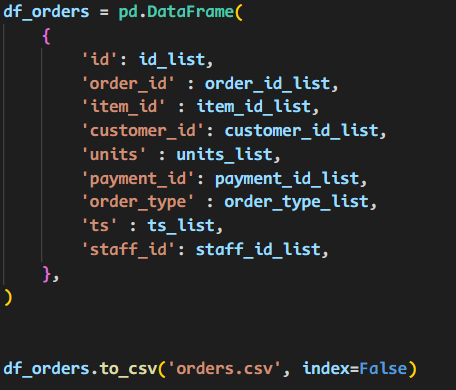 df_orders = pd.DataFrame(
    {
        'id': id_list,
        'order_id' : order_id_list,
        'item_id' : item_id_list,
        'customer_id': customer_id_list,
        'units' : units_list,
        'payment_id': payment_id_list,
        'order_type' : order_type_list,
        'ts' : ts_list,
        'staff_id': staff_id_list,
    },
)
df_orders.to_csv('orders.csv', index=False)